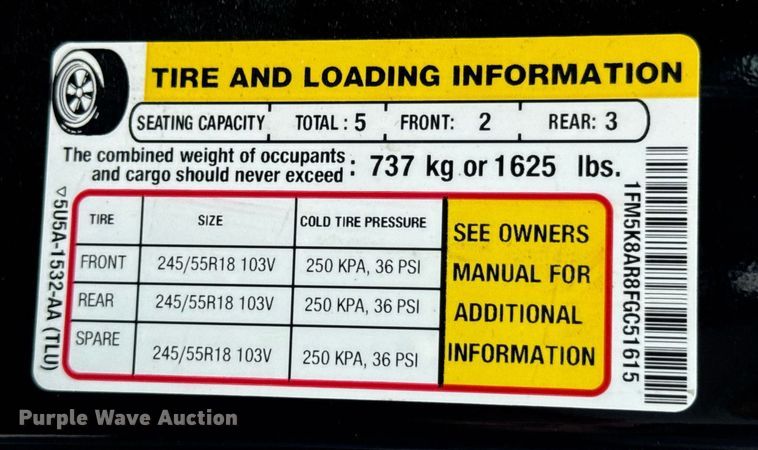 TIRE AND LOADING INFORMATION
SEATING CAPACITY TOTAL : 5 FRONT: 2 REAR: 3
The combined weight of occupants
and cargo should never exceed : 737 kg or 1625 lbs.
TIRE SIZE COLD TIRE PRESSURE
FRONT 245/55R18 103V 250 KPA, 36 PSI
REAR 245/55R18 103V 250 KPA, 36 PSI
SPARE 245/55R18 103V 250 KPA, 36 PSI
SEE OWNERS
MANUAL FOR
ADDITIONAL
INFORMATION
▽5U5A-1532-AA (TLU)
1FM5K8AR8FGC51615
Purple Wave Auction